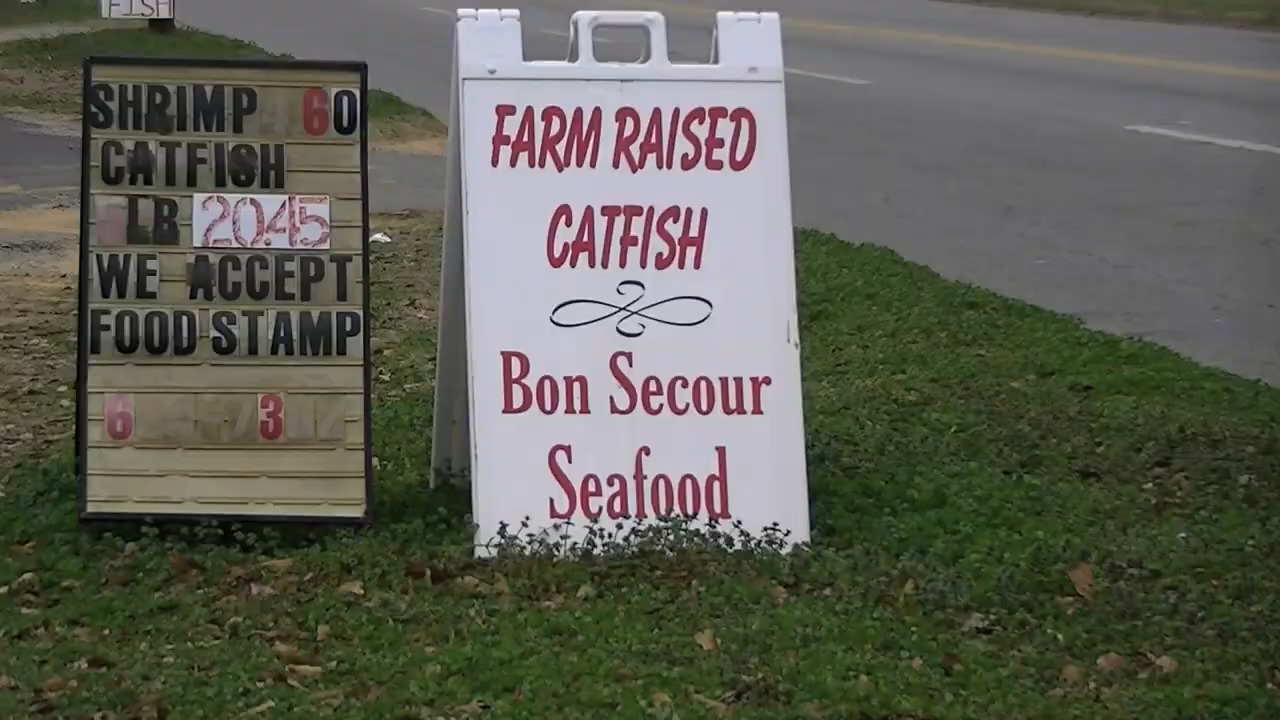 FISH
SHRIMP 60
CATFISH
LB 2045
WE ACCEPT
FOOD STAMP
6 3
FARM RAISED
CATFISH
Bon Secour
Seafood